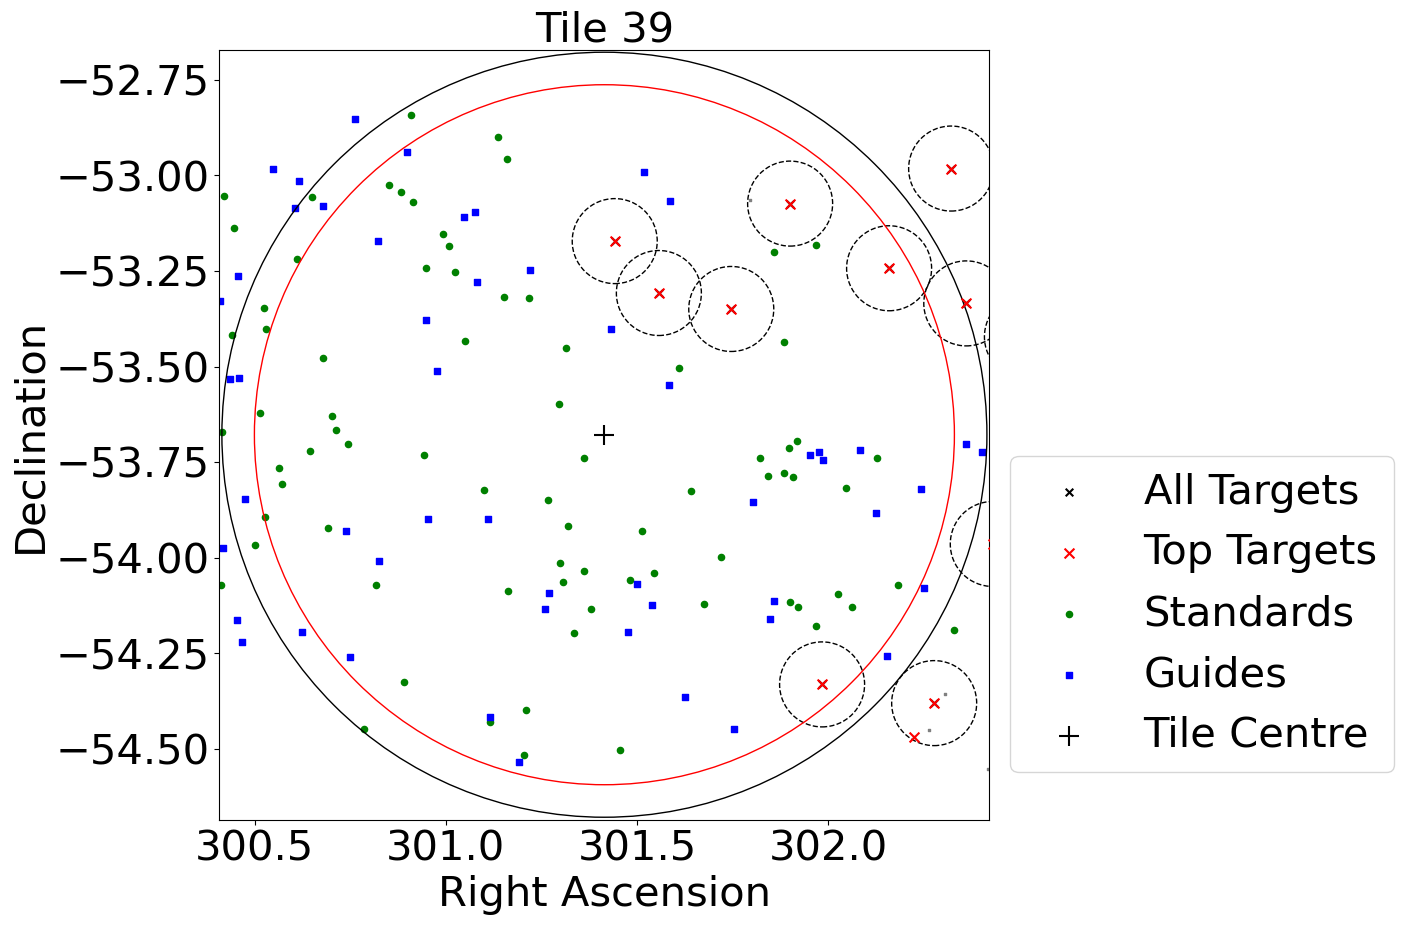 Tile 39
−52.75
−53.00
−53.25
−53.50
−53.75
−54.00
−54.25
−54.50
Declination
300.5
301.0
301.5
302.0
Right Ascension
All Targets
Top Targets
Standards
Guides
Tile Centre